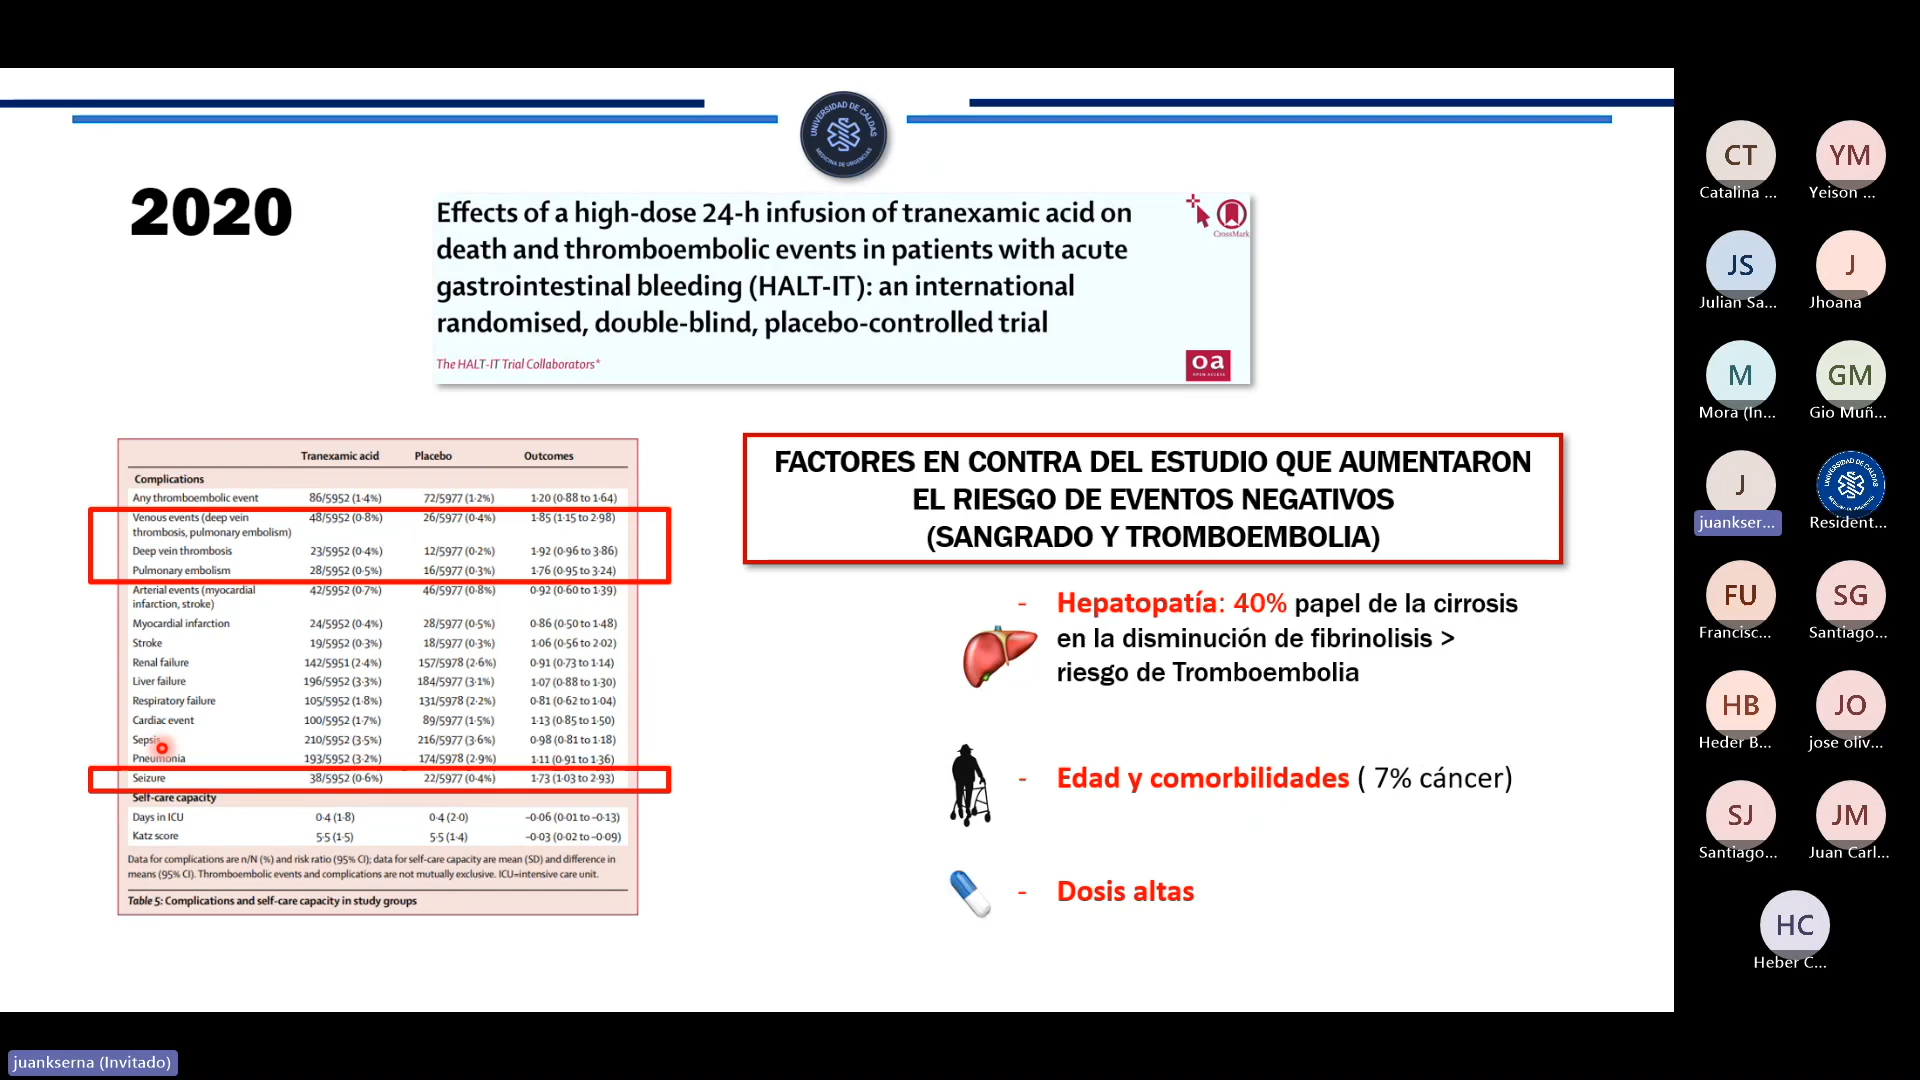 UNIVERSIDAD DE CALDAS
MEDICINA DE URGENCIAS
2020
Effects of a high-dose 24-h infusion of tranexamic acid on
death and thromboembolic events in patients with acute
gastrointestinal bleeding (HALT-IT): an international
randomised, double-blind, placebo-controlled trial
The HALT-IT Trial Collaborators*
CrossMark
oa
OPEN ACCESS
Tranexamic acid Placebo Outcomes
Complications
Any thromboembolic event 86/5952 (1·4%) 72/5977 (1·2%) 1·20 (0·88 to 1·64)
Venous events (deep vein 48/5952 (0·8%) 26/5977 (0·4%) 1·85 (1·15 to 2·98)
thrombosis, pulmonary embolism)
Deep vein thrombosis 23/5952 (0·4%) 12/5977 (0·2%) 1·92 (0·96 to 3·86)
Pulmonary embolism 28/5952 (0·5%) 16/5977 (0·3%) 1·76 (0·95 to 3·24)
Arterial events (myocardial 42/5952 (0·7%) 46/5977 (0·8%) 0·92 (0·60 to 1·39)
infarction, stroke)
Myocardial infarction 24/5952 (0·4%) 28/5977 (0·5%) 0·86 (0·50 to 1·48)
Stroke 19/5952 (0·3%) 18/5977 (0·3%) 1·06 (0·56 to 2·02)
Renal failure 142/5951 (2·4%) 157/5978 (2·6%) 0·91 (0·73 to 1·14)
Liver failure 196/5952 (3·3%) 184/5977 (3·1%) 1·07 (0·88 to 1·30)
Respiratory failure 105/5952 (1·8%) 131/5978 (2·2%) 0·81 (0·62 to 1·04)
Cardiac event 100/5952 (1·7%) 89/5977 (1·5%) 1·13 (0·85 to 1·50)
Sepsis 210/5952 (3·5%) 216/5977 (3·6%) 0·98 (0·81 to 1·18)
Pneumonia 193/5952 (3·2%) 174/5978 (2·9%) 1·11 (0·91 to 1·36)
Seizure 38/5952 (0·6%) 22/5977 (0·4%) 1·73 (1·03 to 2·93)
Self-care capacity
Days in ICU 0·4 (1·8) 0·4 (2·0) –0·06 (0·01 to –0·13)
Katz score 5·5 (1·5) 5·5 (1·4) –0·03 (0·02 to –0·09)
Data for complications are n/N (%) and risk ratio (95% CI); data for self-care capacity are mean (SD) and difference in
means (95% CI). Thromboembolic events and complications are not mutually exclusive. ICU=intensive care unit.
Table 5: Complications and self-care capacity in study groups
FACTORES EN CONTRA DEL ESTUDIO QUE AUMENTARON
EL RIESGO DE EVENTOS NEGATIVOS
(SANGRADO Y TROMBOEMBOLIA)
- Hepatopatía: 40% papel de la cirrosis
en la disminución de fibrinolisis >
riesgo de Tromboembolia
- Edad y comorbilidades ( 7% cáncer)
- Dosis altas
CT YM
Catalina ... Yeison ...
JS J
Julian Sa... Jhoana
M GM
Mora (In... Gio Muñ...
J UNIVERSIDAD DE CALDAS
juankser... Resident...
FU SG
Francisc... Santiago...
HB JO
Heder B... jose oliv...
SJ JM
Santiago... Juan Carl...
HC
Heber C...
juankserna (Invitado)